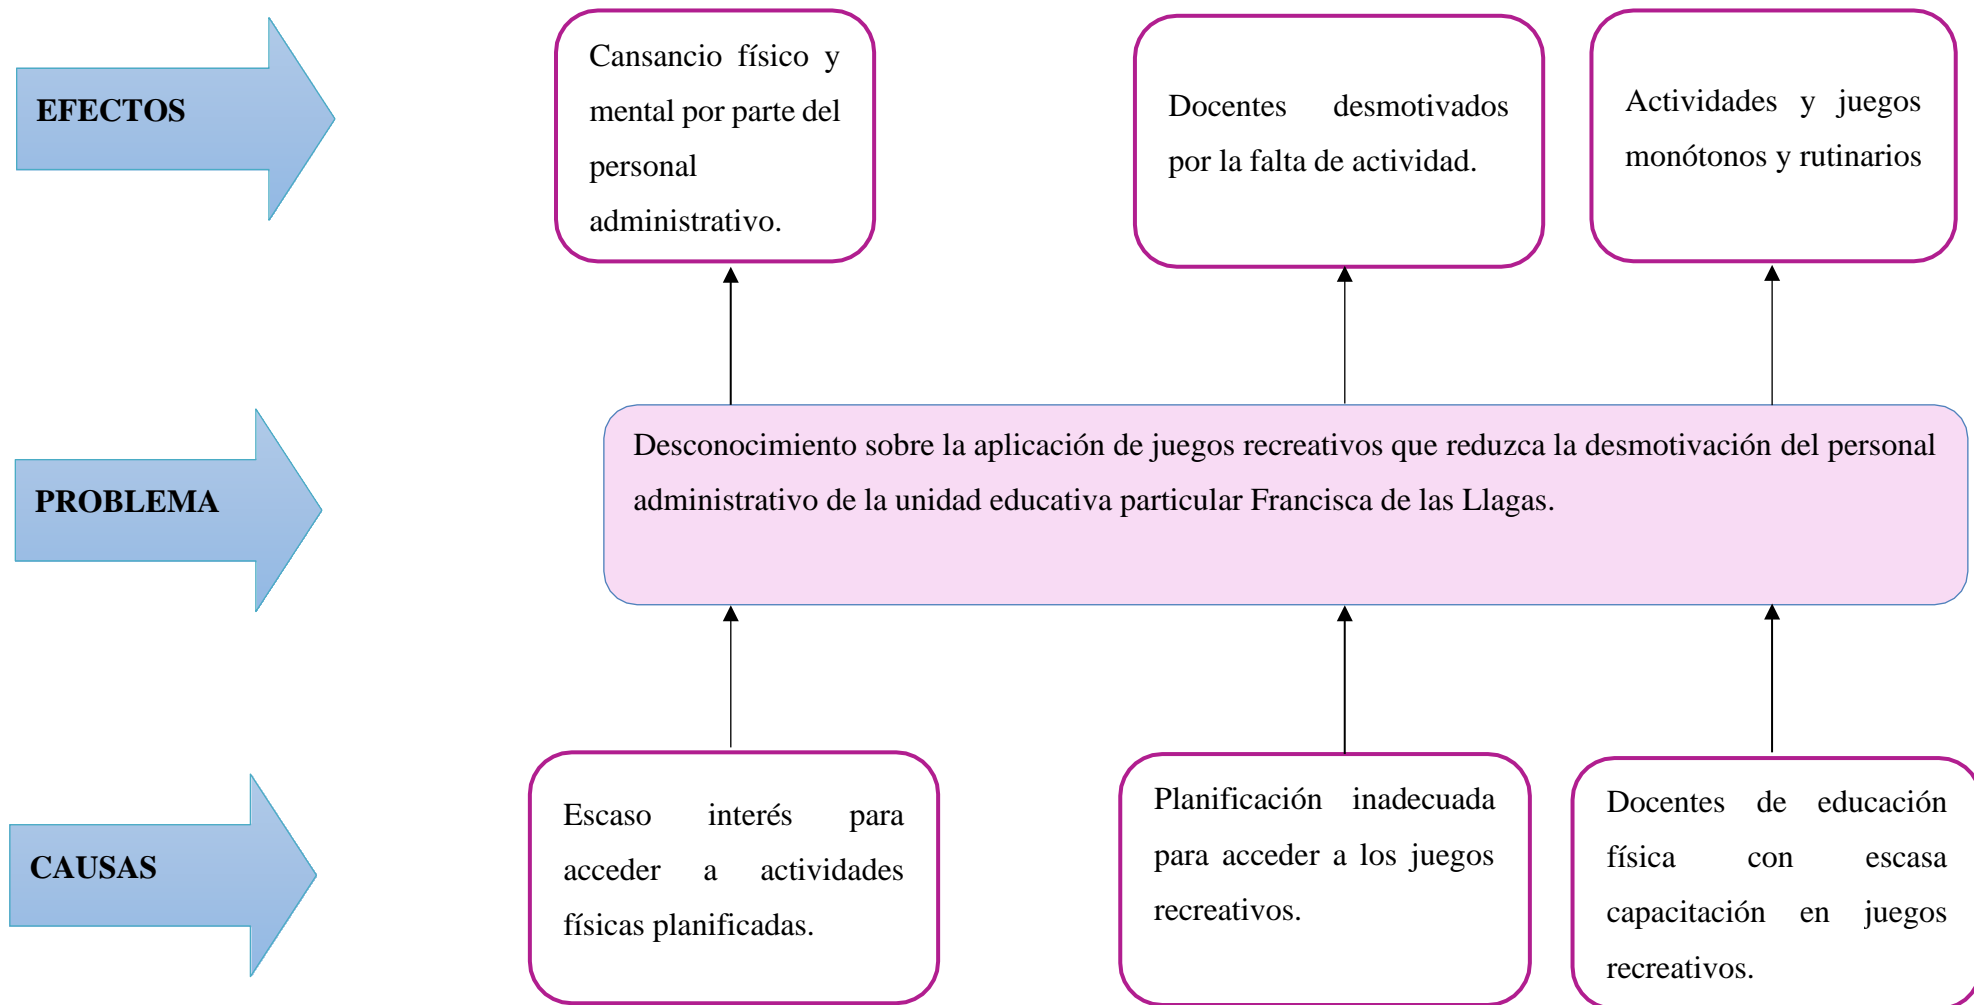 EFECTOS
Cansancio físico y
mental por parte del
personal
administrativo.
Docentes desmotivados
por la falta de actividad.
Actividades y juegos
monótonos y rutinarios
PROBLEMA
Desconocimiento sobre la aplicación de juegos recreativos que reduzca la desmotivación del personal
administrativo de la unidad educativa particular Francisca de las Llagas.
CAUSAS
Escaso interés para
acceder a actividades
físicas planificadas.
Planificación inadecuada
para acceder a los juegos
recreativos.
Docentes de educación
física con escasa
capacitación en juegos
recreativos.